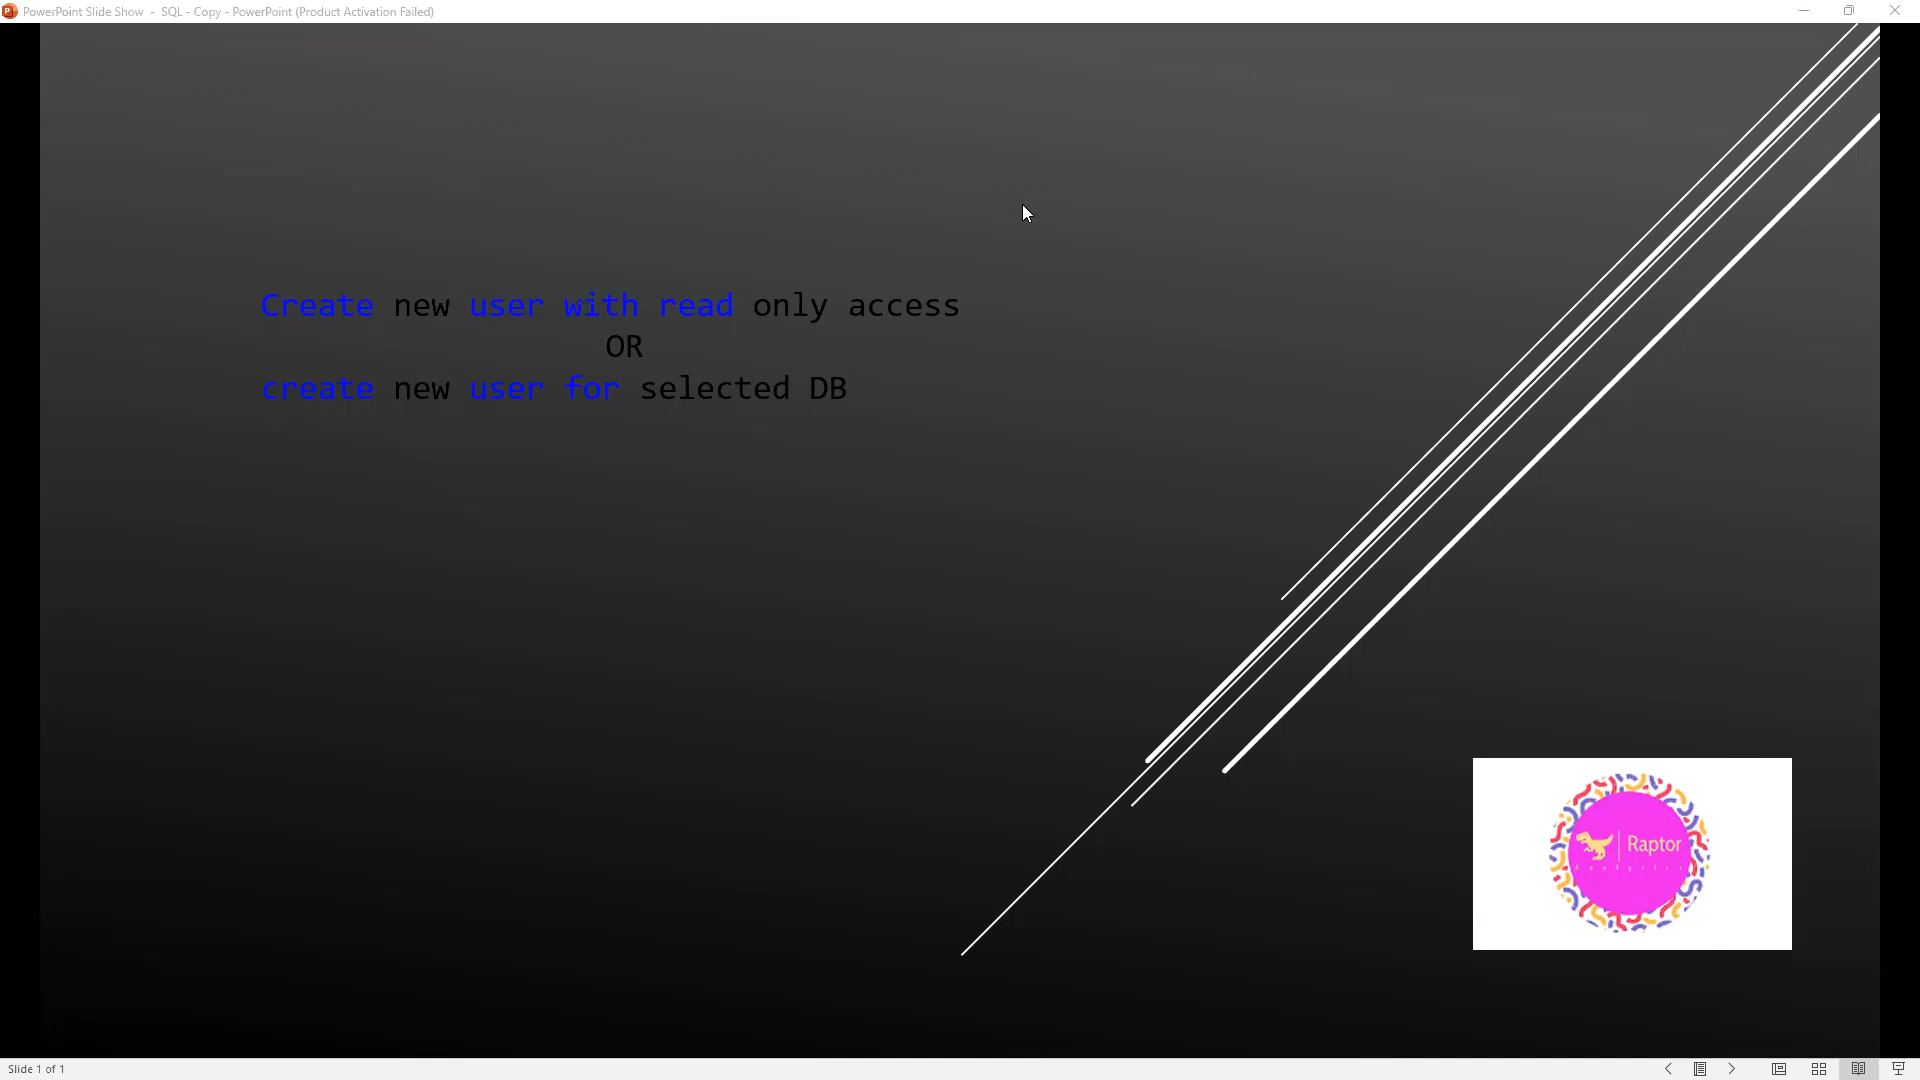 PowerPoint Slide Show - SQL - Copy - PowerPoint (Product Activation Failed)
Create new user with read only access
OR
create new user for selected DB
Raptor
Slide 1 of 1